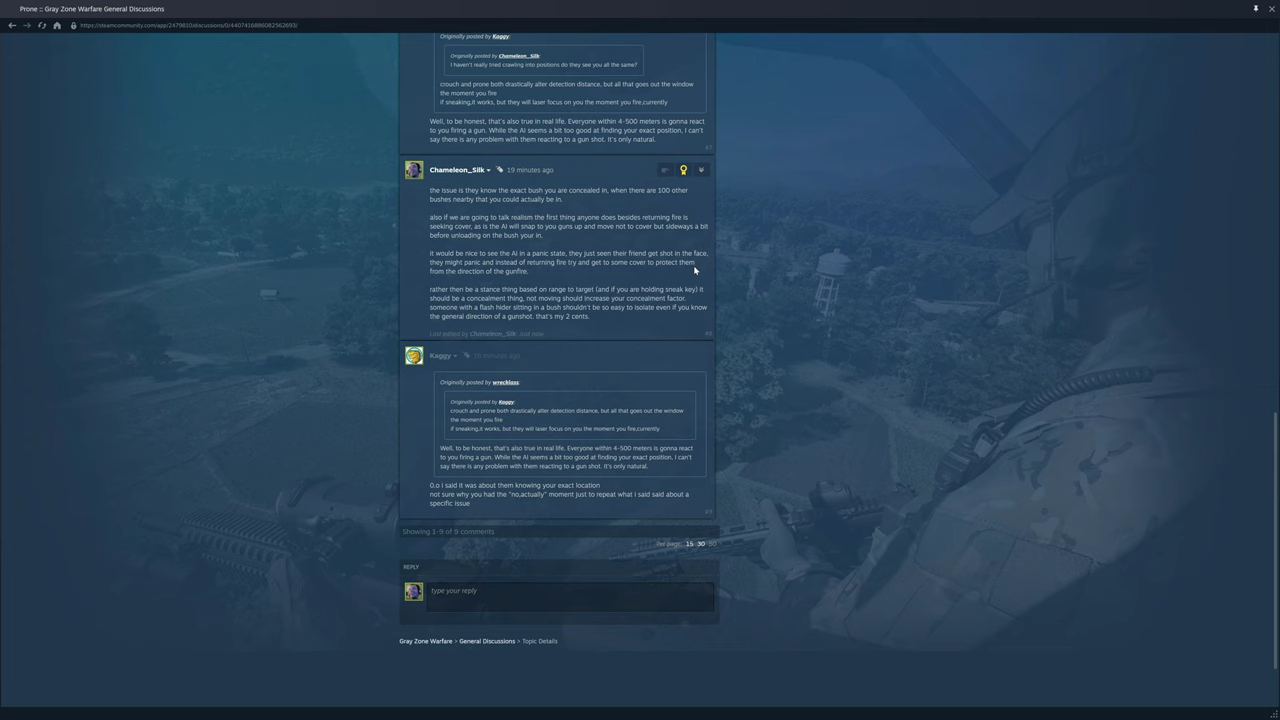 Prone :: Gray Zone Warfare General Discussions
https://steamcommunity.com/app/2479810/discussions/0/4407416886082562693/
Originally posted by Kaggy:
Originally posted by Chameleon_Silk:
I haven't really tried crawling into positions do they see you all the same?
crouch and prone both drastically alter detection distance, but all that goes out the window
the moment you fire
if sneaking,it works, but they will laser focus on you the moment you fire,currently
Well, to be honest, that's also true in real life. Everyone within 4-500 meters is gonna react
to you firing a gun. While the AI seems a bit too good at finding your exact position, I can't
say there is any problem with them reacting to a gun shot. It's only natural.
#7
Chameleon_Silk 19 minutes ago
the issue is they know the exact bush you are concealed in, when there are 100 other
bushes nearby that you could actually be in.
also if we are going to talk realism the first thing anyone does besides returning fire is
seeking cover, as is the AI will snap to you guns up and move not to cover but sideways a bit
before unloading on the bush your in.
it would be nice to see the AI in a panic state, they just seen their friend get shot in the face,
they might panic and instead of returning fire try and get to some cover to protect them
from the direction of the gunfire.
rather then be a stance thing based on range to target (and if you are holding sneak key) it
should be a concealment thing, not moving should increase your concealment factor.
someone with a flash hider sitting in a bush shouldn't be so easy to isolate even if you know
the general direction of a gunshot. that's my 2 cents.
Last edited by Chameleon_Silk; Just now
#8
Kaggy 19 minutes ago
Originally posted by wreckless:
Originally posted by Kaggy:
crouch and prone both drastically alter detection distance, but all that goes out the window
the moment you fire
if sneaking,it works, but they will laser focus on you the moment you fire,currently
Well, to be honest, that's also true in real life. Everyone within 4-500 meters is gonna react
to you firing a gun. While the AI seems a bit too good at finding your exact position, I can't
say there is any problem with them reacting to a gun shot. It's only natural.
0.o i said it was about them knowing your exact location
not sure why you had the "no,actually" moment just to repeat what i said said about a
specific issue
#9
Showing 1-9 of 9 comments
Per page: 15 30 50
REPLY
type your reply
Gray Zone Warfare > General Discussions > Topic Details